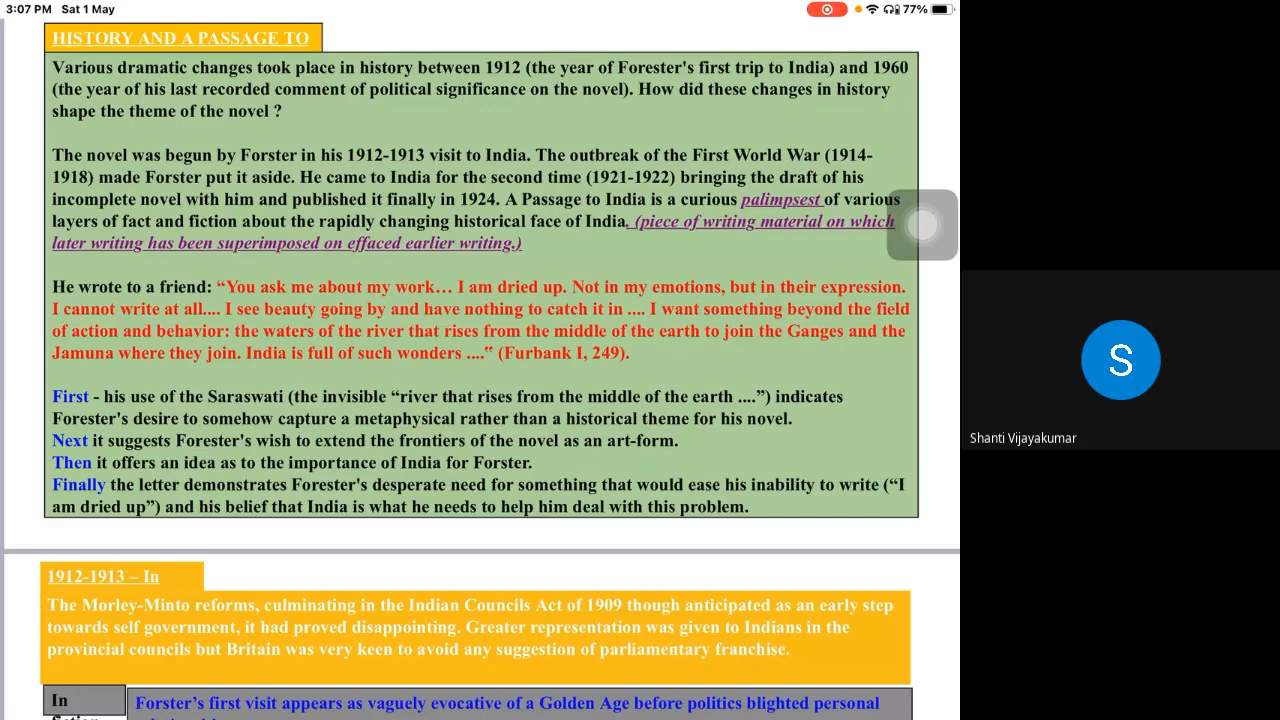 3:07 PM Sat 1 May
77%
HISTORY AND A PASSAGE TO
Various dramatic changes took place in history between 1912 (the year of Forester's first trip to India) and 1960
(the year of his last recorded comment of political significance on the novel). How did these changes in history
shape the theme of the novel ?
The novel was begun by Forster in his 1912-1913 visit to India. The outbreak of the First World War (1914-
1918) made Forster put it aside. He came to India for the second time (1921-1922) bringing the draft of his
incomplete novel with him and published it finally in 1924. A Passage to India is a curious palimpsest of various
layers of fact and fiction about the rapidly changing historical face of India. (piece of writing material on which
later writing has been superimposed on effaced earlier writing.)
He wrote to a friend: “You ask me about my work… I am dried up. Not in my emotions, but in their expression.
I cannot write at all.... I see beauty going by and have nothing to catch it in .... I want something beyond the field
of action and behavior: the waters of the river that rises from the middle of the earth to join the Ganges and the
Jamuna where they join. India is full of such wonders ....‟ (Furbank I, 249).
First - his use of the Saraswati (the invisible “river that rises from the middle of the earth ....”) indicates
Forester's desire to somehow capture a metaphysical rather than a historical theme for his novel.
Next it suggests Forester's wish to extend the frontiers of the novel as an art-form.
Then it offers an idea as to the importance of India for Forster.
Finally the letter demonstrates Forester's desperate need for something that would ease his inability to write (“I
am dried up”) and his belief that India is what he needs to help him deal with this problem.
S
Shanti Vijayakumar
1912-1913 – In
The Morley-Minto reforms, culminating in the Indian Councils Act of 1909 though anticipated as an early step
towards self government, it had proved disappointing. Greater representation was given to Indians in the
provincial councils but Britain was very keen to avoid any suggestion of parliamentary franchise.
In
Forster’s first visit appears as vaguely evocative of a Golden Age before politics blighted personal